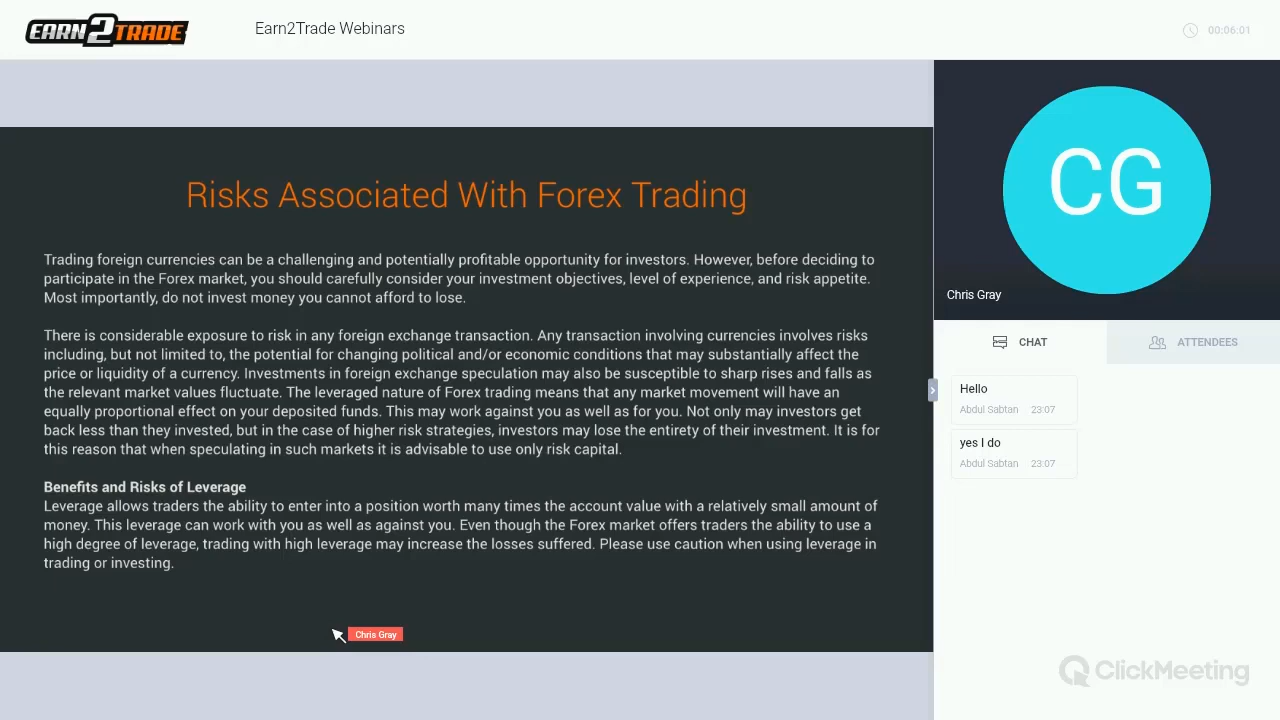 EARN2TRADE
Earn2Trade Webinars
00:06:01
Risks Associated With Forex Trading
Trading foreign currencies can be a challenging and potentially profitable opportunity for investors. However, before deciding to
participate in the Forex market, you should carefully consider your investment objectives, level of experience, and risk appetite.
Most importantly, do not invest money you cannot afford to lose.
There is considerable exposure to risk in any foreign exchange transaction. Any transaction involving currencies involves risks
including, but not limited to, the potential for changing political and/or economic conditions that may substantially affect the
price or liquidity of a currency. Investments in foreign exchange speculation may also be susceptible to sharp rises and falls as
the relevant market values fluctuate. The leveraged nature of Forex trading means that any market movement will have an
equally proportional effect on your deposited funds. This may work against you as well as for you. Not only may investors get
back less than they invested, but in the case of higher risk strategies, investors may lose the entirety of their investment. It is for
this reason that when speculating in such markets it is advisable to use only risk capital.
Benefits and Risks of Leverage
Leverage allows traders the ability to enter into a position worth many times the account value with a relatively small amount of
money. This leverage can work with you as well as against you. Even though the Forex market offers traders the ability to use a
high degree of leverage, trading with high leverage may increase the losses suffered. Please use caution when using leverage in
trading or investing.
Chris Gray
CG
Chris Gray
CHAT
ATTENDEES
Hello
Abdul Sabtan 23:07
yes I do
Abdul Sabtan 23:07
ClickMeeting